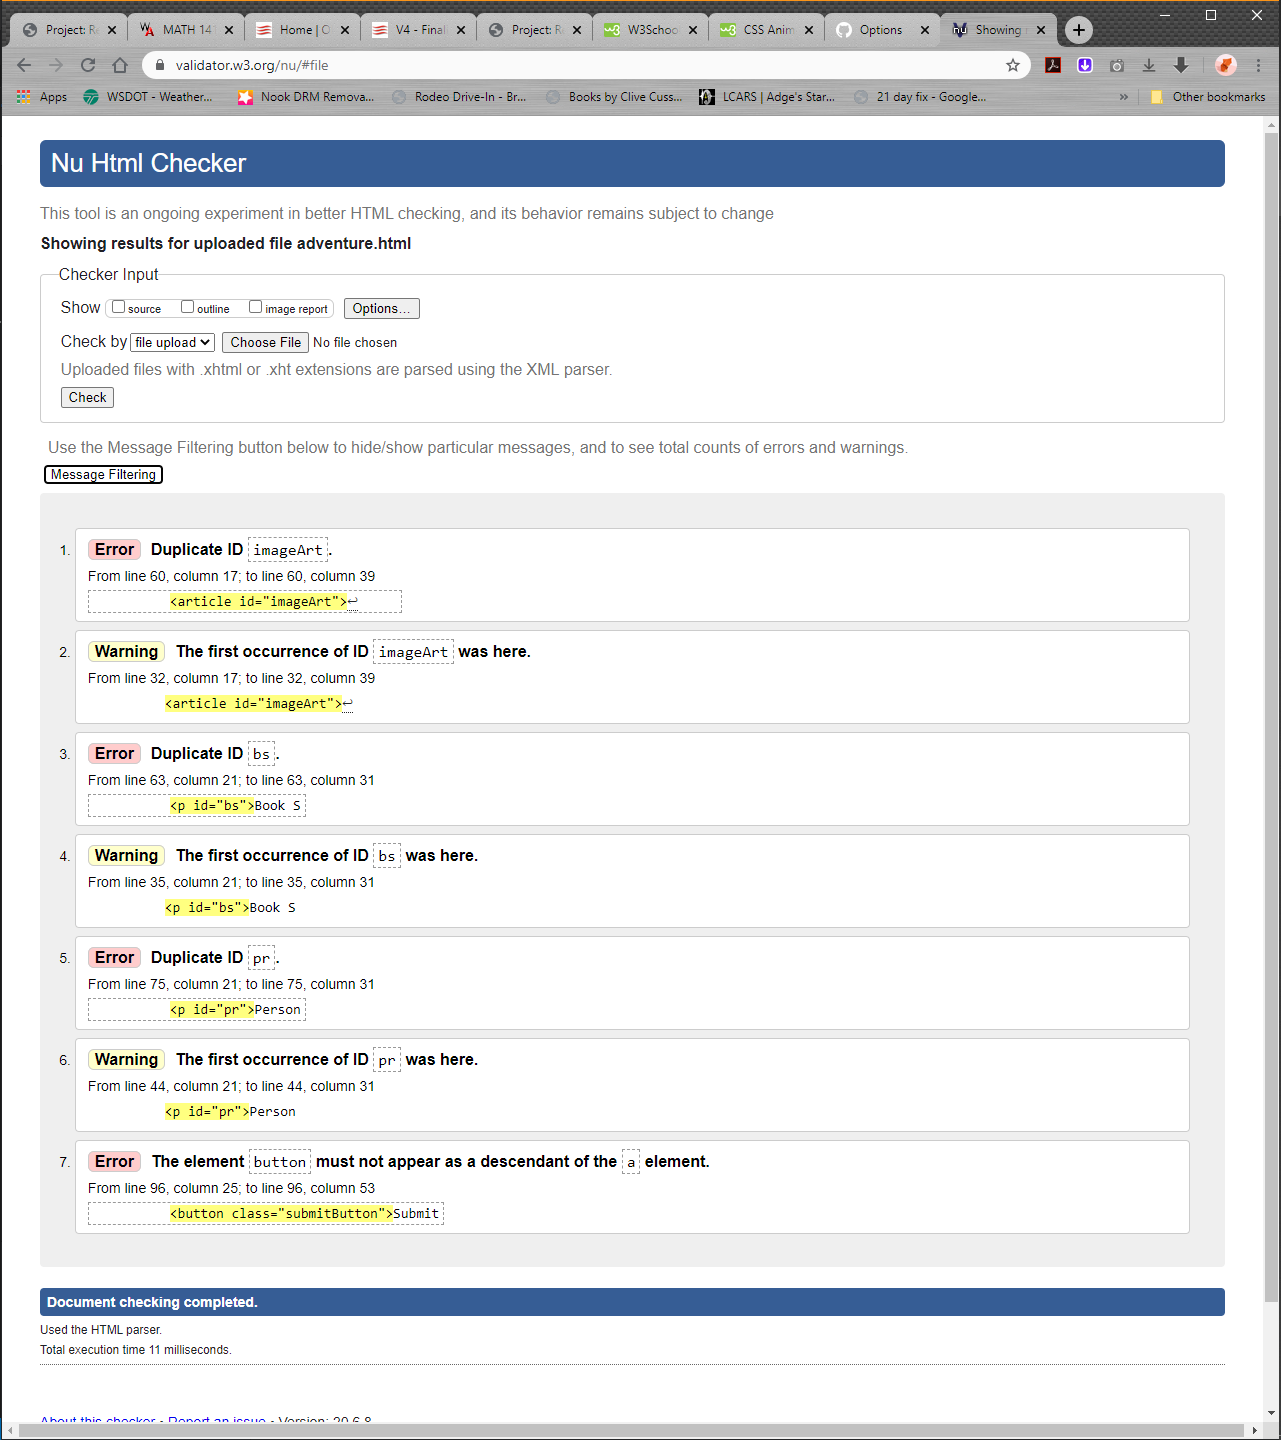 Project: Re
MATH 141
Home | O
V4 - Final
Project: Re
W3Schoo
CSS Anim
Options
Showing r
validator.w3.org/nu/#file
Apps
WSDOT - Weather...
Nook DRM Remova...
Rodeo Drive-In - Br...
Books by Clive Cuss...
LCARS | Adge's Star...
21 day fix - Google...
»
Other bookmarks
Nu Html Checker
This tool is an ongoing experiment in better HTML checking, and its behavior remains subject to change
Showing results for uploaded file adventure.html
Checker Input
Show source outline image report Options...
Check by file upload Choose File No file chosen
Uploaded files with .xhtml or .xht extensions are parsed using the XML parser.
Check
Use the Message Filtering button below to hide/show particular messages, and to see total counts of errors and warnings.
Message Filtering
1. Error Duplicate ID imageArt.
From line 60, column 17; to line 60, column 39
<article id="imageArt">↩
2. Warning The first occurrence of ID imageArt was here.
From line 32, column 17; to line 32, column 39
<article id="imageArt">↩
3. Error Duplicate ID bs.
From line 63, column 21; to line 63, column 31
<p id="bs">Book S
4. Warning The first occurrence of ID bs was here.
From line 35, column 21; to line 35, column 31
<p id="bs">Book S
5. Error Duplicate ID pr.
From line 75, column 21; to line 75, column 31
<p id="pr">Person
6. Warning The first occurrence of ID pr was here.
From line 44, column 21; to line 44, column 31
<p id="pr">Person
7. Error The element button must not appear as a descendant of the a element.
From line 96, column 25; to line 96, column 53
<button class="submitButton">Submit
Document checking completed.
Used the HTML parser.
Total execution time 11 milliseconds.
About this checker • Report an issue • Version: 20.6.8